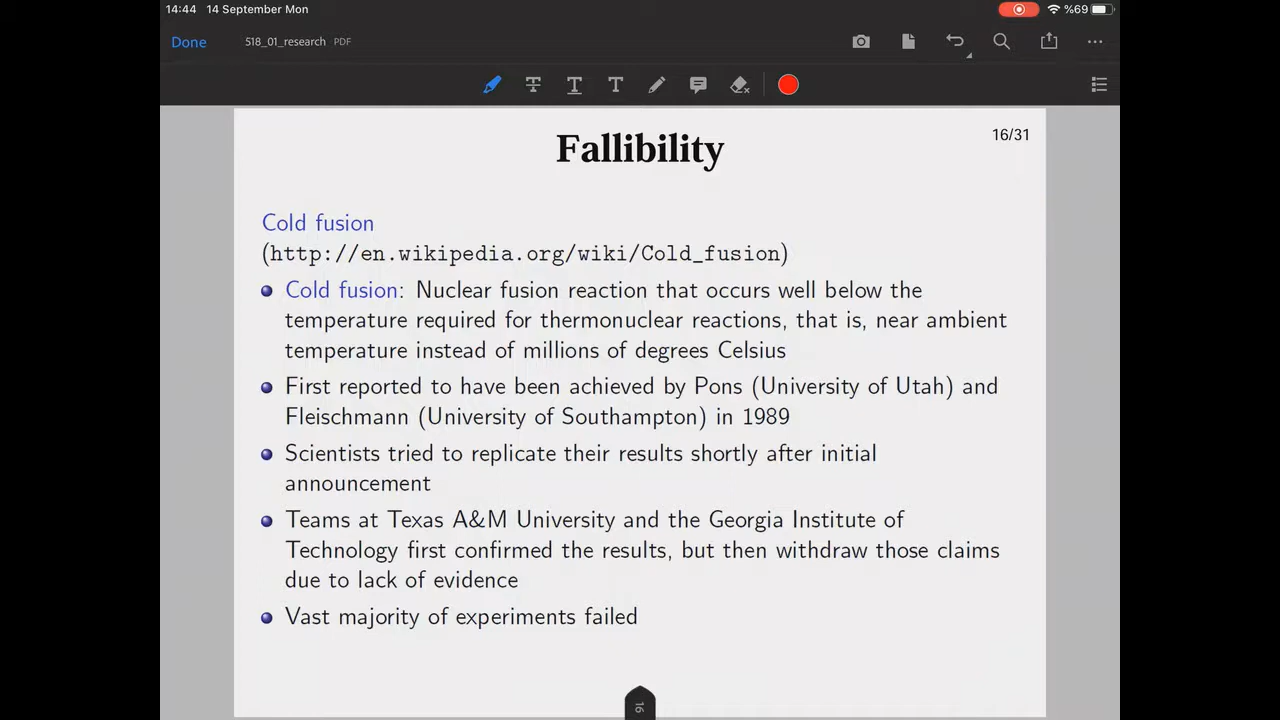 14:44 14 September Mon %69
Done 518_01_research PDF
T T T
Fallibility
16/31
Cold fusion
(http://en.wikipedia.org/wiki/Cold_fusion)
Cold fusion: Nuclear fusion reaction that occurs well below the
temperature required for thermonuclear reactions, that is, near ambient
temperature instead of millions of degrees Celsius
First reported to have been achieved by Pons (University of Utah) and
Fleischmann (University of Southampton) in 1989
Scientists tried to replicate their results shortly after initial
announcement
Teams at Texas A&M University and the Georgia Institute of
Technology first confirmed the results, but then withdraw those claims
due to lack of evidence
Vast majority of experiments failed
16